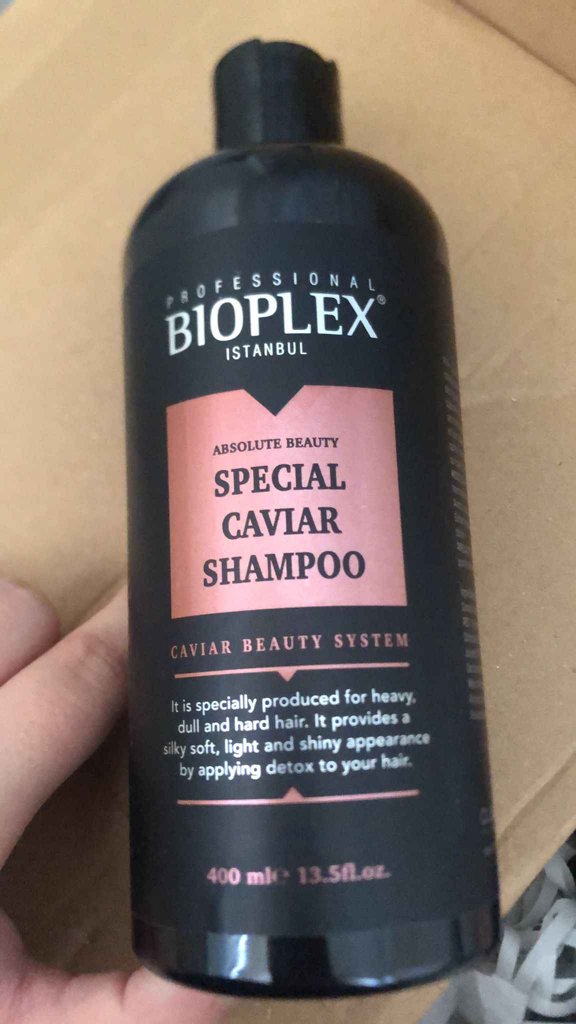 PROFESSIONAL
BIOPLEX®
ISTANBUL
ABSOLUTE BEAUTY
SPECIAL
CAVIAR
SHAMPOO
CAVIAR BEAUTY SYSTEM
It is specially produced for heavy,
dull and hard hair. It provides a
silky soft, light and shiny appearance
by applying detox to your hair.
400 ml℮ 13.5fl.oz.